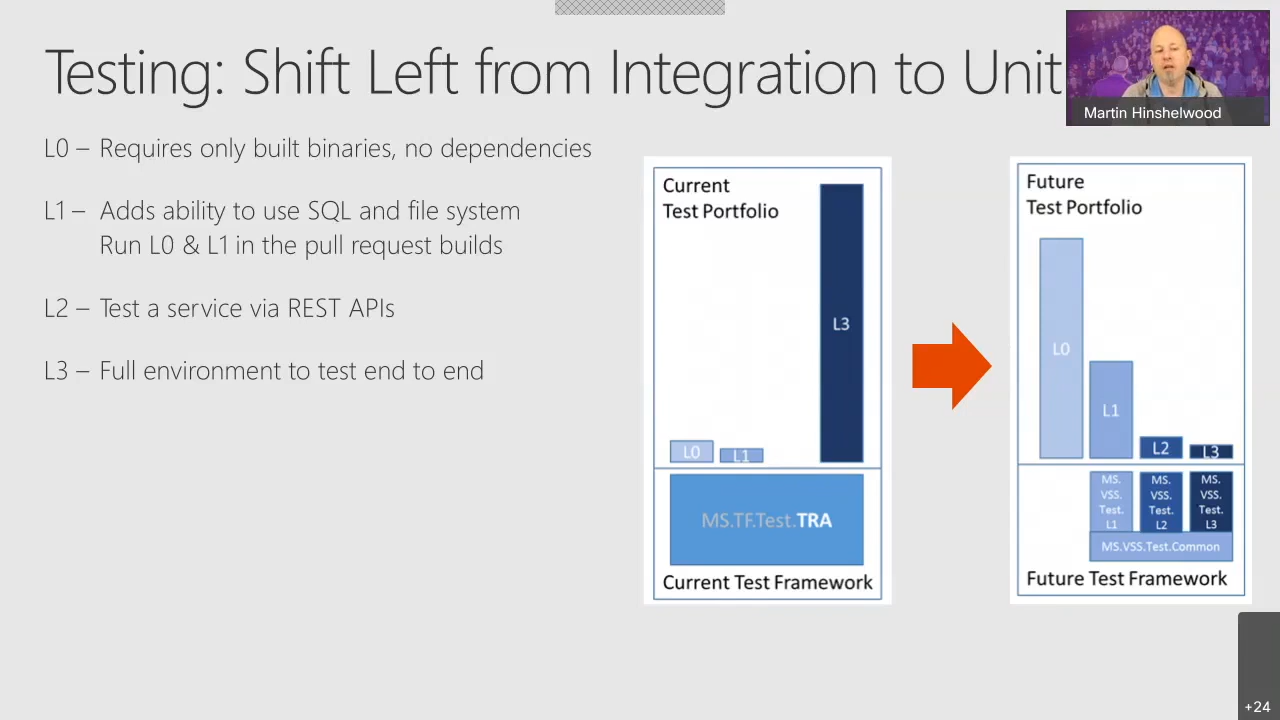 Testing: Shift Left from Integration to Unit
Martin Hinshelwood
L0 – Requires only built binaries, no dependencies
L1 – Adds ability to use SQL and file system
Run L0 & L1 in the pull request builds
L2 – Test a service via REST APIs
L3 – Full environment to test end to end
Current
Test Portfolio
L3
L0
L1
MS.TF.Test.TRA
Current Test Framework
Future
Test Portfolio
L0
L1
L2
L3
MS.
VSS.
Test.
L1
MS.
VSS.
Test.
L2
MS.
VSS.
Test.
L3
MS.VSS.Test.Common
Future Test Framework
+24